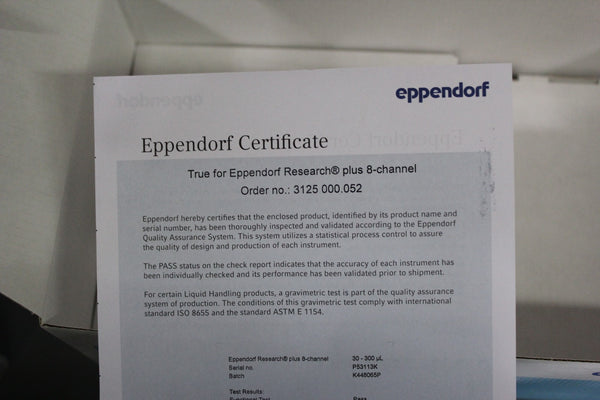 eppendorf
Eppendorf Certificate
True for Eppendorf Research® plus 8-channel
Order no.: 3125 000.052
Eppendorf hereby certifies that the enclosed product, identified by its product name and
serial number, has been thoroughly inspected and validated according to the Eppendorf
Quality Assurance System. This system utilizes a statistical process control to assure
the quality of design and production of each instrument.
The PASS status on the check report indicates that the accuracy of each instrument has
been individually checked and its performance has been validated prior to shipment.
For certain Liquid Handling products, a gravimetric test is part of the quality assurance
system of production. The conditions of this gravimetric test comply with international
standard ISO 8655 and the standard ASTM E 1154.
Eppendorf Research® plus 8-channel 30 - 300 µL
Serial no. P53113K
Batch K448065P
Test Results:
Functional Test Pass